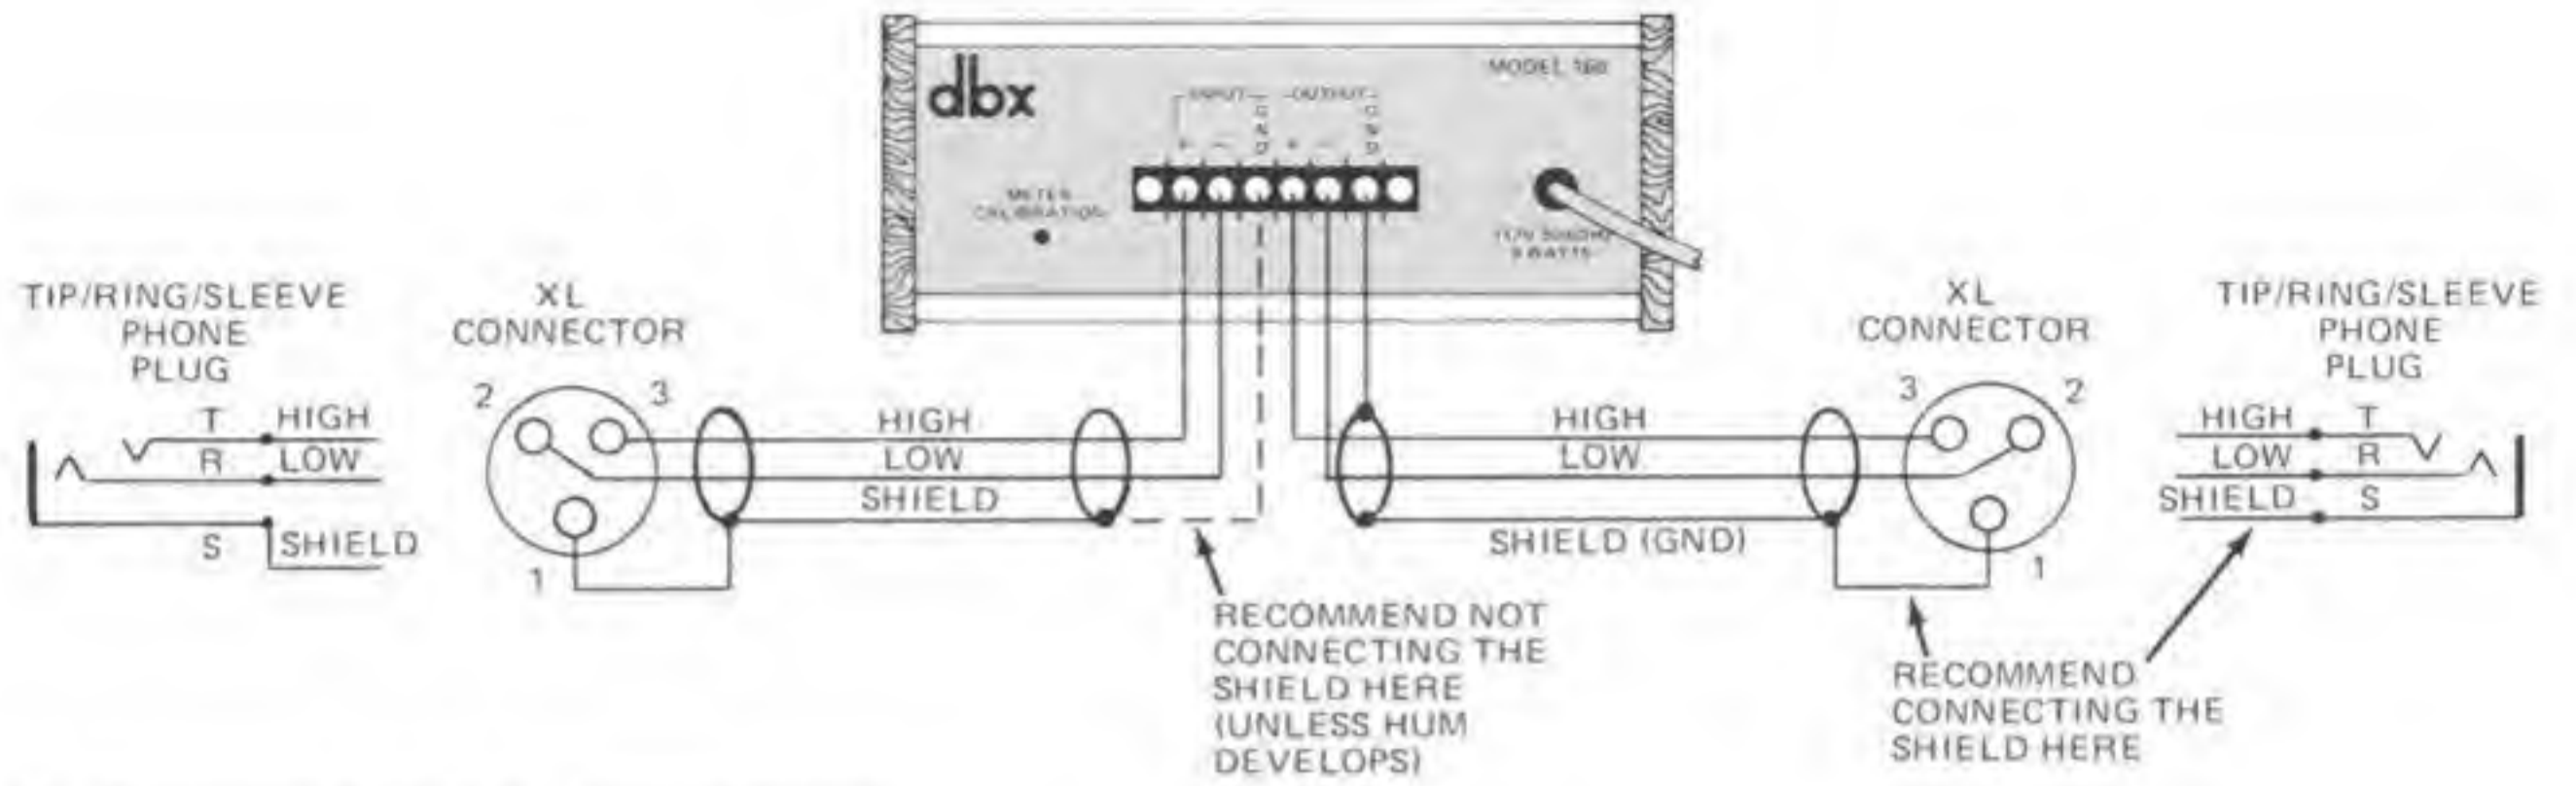 dbx
MODEL 160
INPUT
OUTPUT
GND
GND
+ − + −
METER
CALIBRATION
TIP/RING/SLEEVE
PHONE
PLUG
T HIGH
R LOW
S SHIELD
XL
CONNECTOR
2
3
1
HIGH
LOW
SHIELD
RECOMMEND NOT
CONNECTING THE
SHIELD HERE
(UNLESS HUM
DEVELOPS)
HIGH
LOW
SHIELD (GND)
XL
CONNECTOR
3
2
1
RECOMMEND
CONNECTING THE
SHIELD HERE
TIP/RING/SLEEVE
PHONE
PLUG
HIGH T
LOW R
SHIELD S